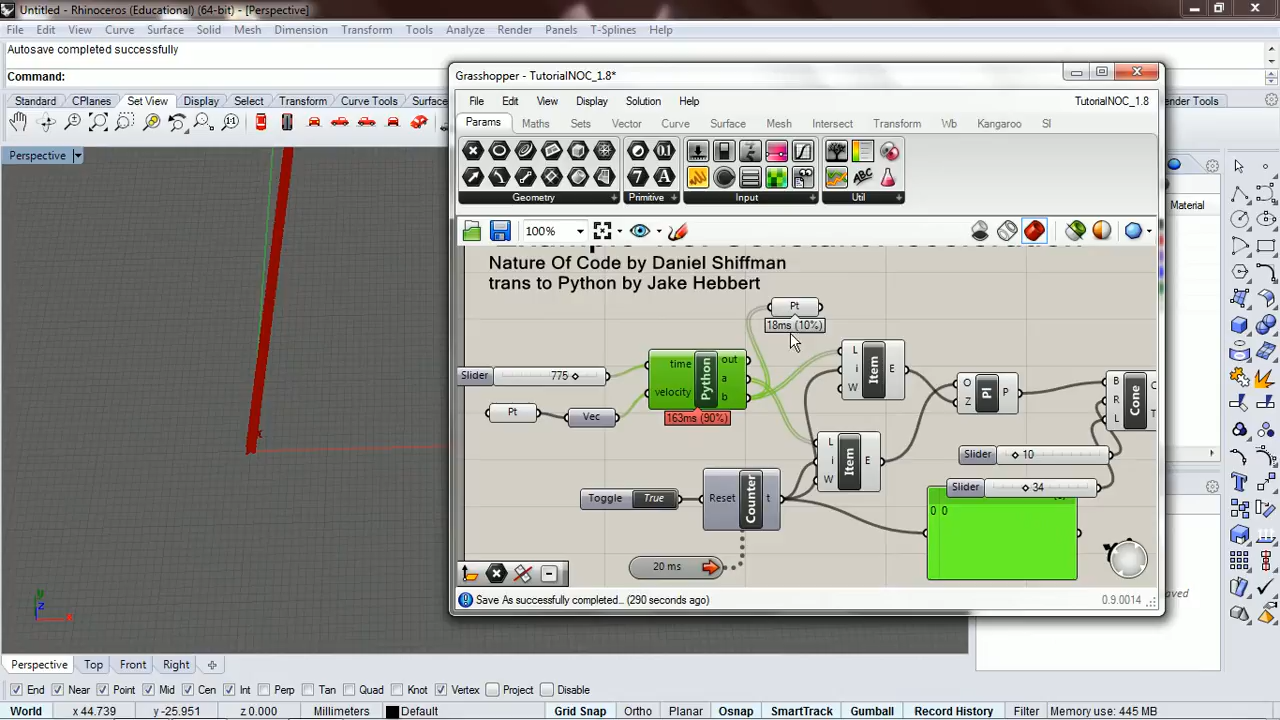 Untitled - Rhinoceros (Educational) (64-bit) - [Perspective]
File Edit View Curve Surface Solid Mesh Dimension Transform Tools Analyze Render Panels T-Splines Help
Autosave completed successfully
Command:
Standard CPlanes Set View Display Select Transform Curve Tools Surface
ender Tools
Perspective
Material
Grasshopper - TutorialNOC_1.8*
File Edit View Display Solution Help
TutorialNOC_1.8
Params Maths Sets Vector Curve Surface Mesh Intersect Transform Wb Kangaroo SI
Geometry Primitive Input Util
100%
Nature Of Code by Daniel Shiffman
trans to Python by Jake Hebbert
Pt
18ms (10%)
Slider 775
time
velocity
Python
out
a
b
163ms (90%)
Pt
Vec
L
i
W
Item
E
L
i
W
Item
E
O
Z
Pl
P
B
R
L
Cone
C
T
Slider 10
Slider 34
Toggle True
Reset
Counter
t
20 ms
0 0
Save As successfully completed... (290 seconds ago)
0.9.0014
aved
y
z
x
Perspective Top Front Right
End Near Point Mid Cen Int Perp Tan Quad Knot Vertex Project Disable
World x 44.739 y -25.951 z 0.000 Millimeters Default Grid Snap Ortho Planar Osnap SmartTrack Gumball Record History Filter Memory use: 445 MB